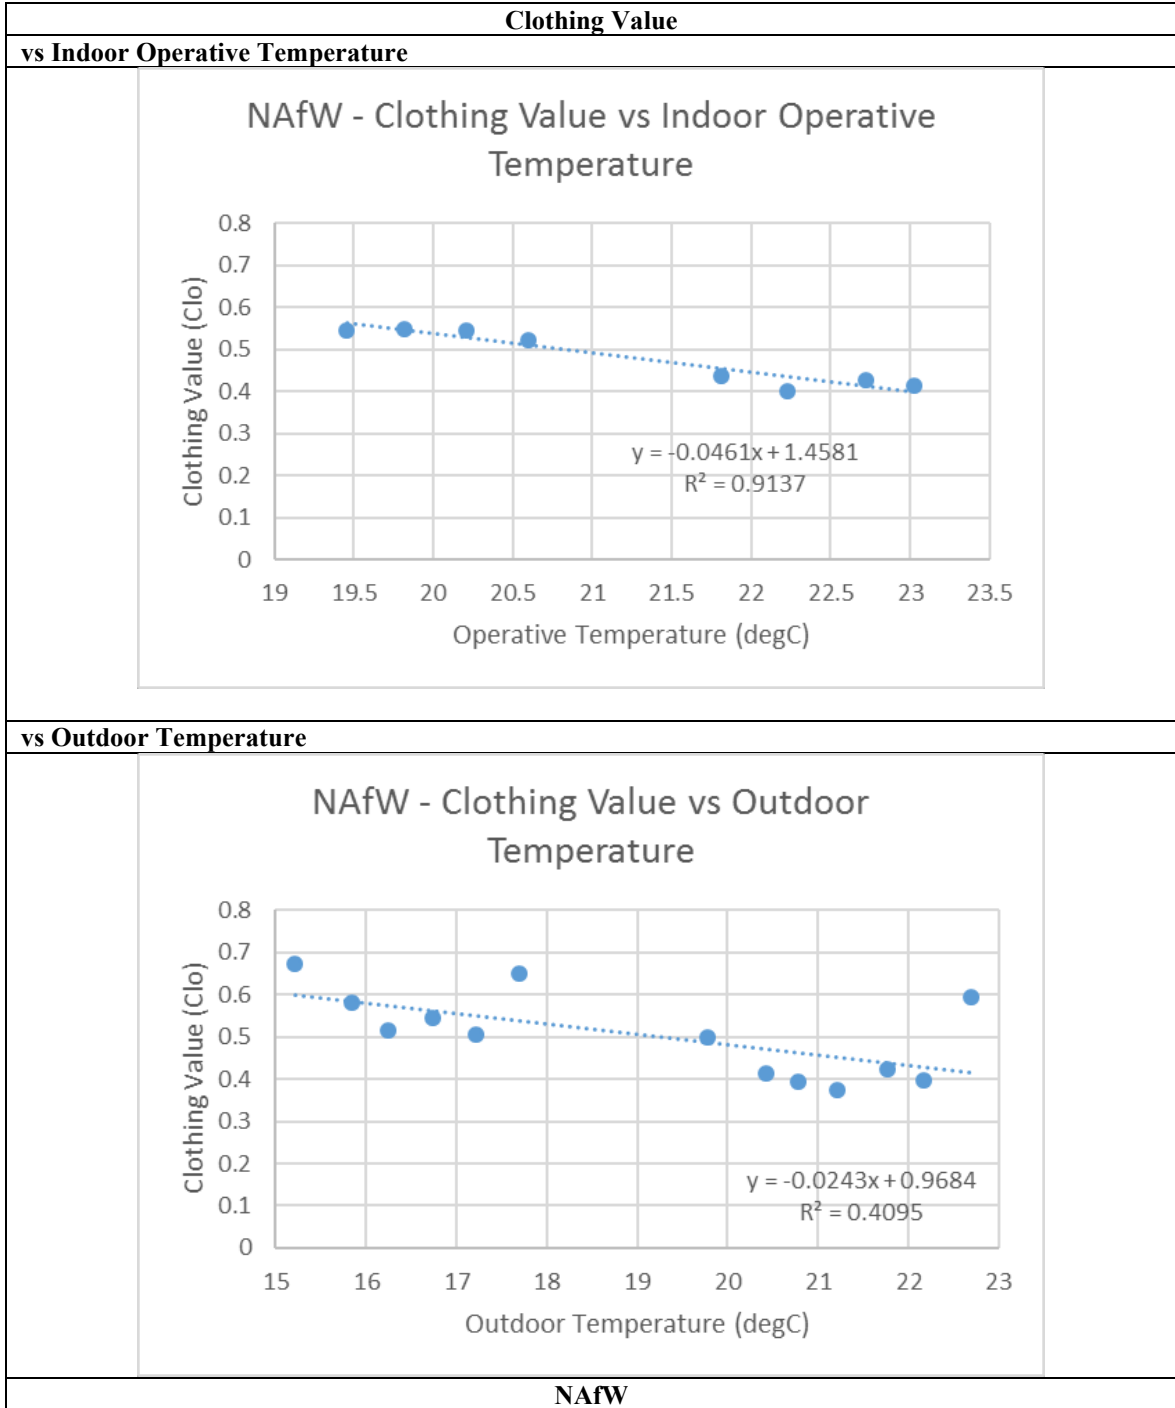 Clothing Value
vs Indoor Operative Temperature
NAfW - Clothing Value vs Indoor Operative
Temperature
Clothing Value (Clo)
0.8
0.7
0.6
0.5
0.4
0.3
0.2
0.1
0
y = -0.0461x + 1.4581
R² = 0.9137
19 19.5 20 20.5 21 21.5 22 22.5 23 23.5
Operative Temperature (degC)
vs Outdoor Temperature
NAfW - Clothing Value vs Outdoor
Temperature
Clothing Value (Clo)
0.8
0.7
0.6
0.5
0.4
0.3
0.2
0.1
0
y = -0.0243x + 0.9684
R² = 0.4095
15 16 17 18 19 20 21 22 23
Outdoor Temperature (degC)
NAfW